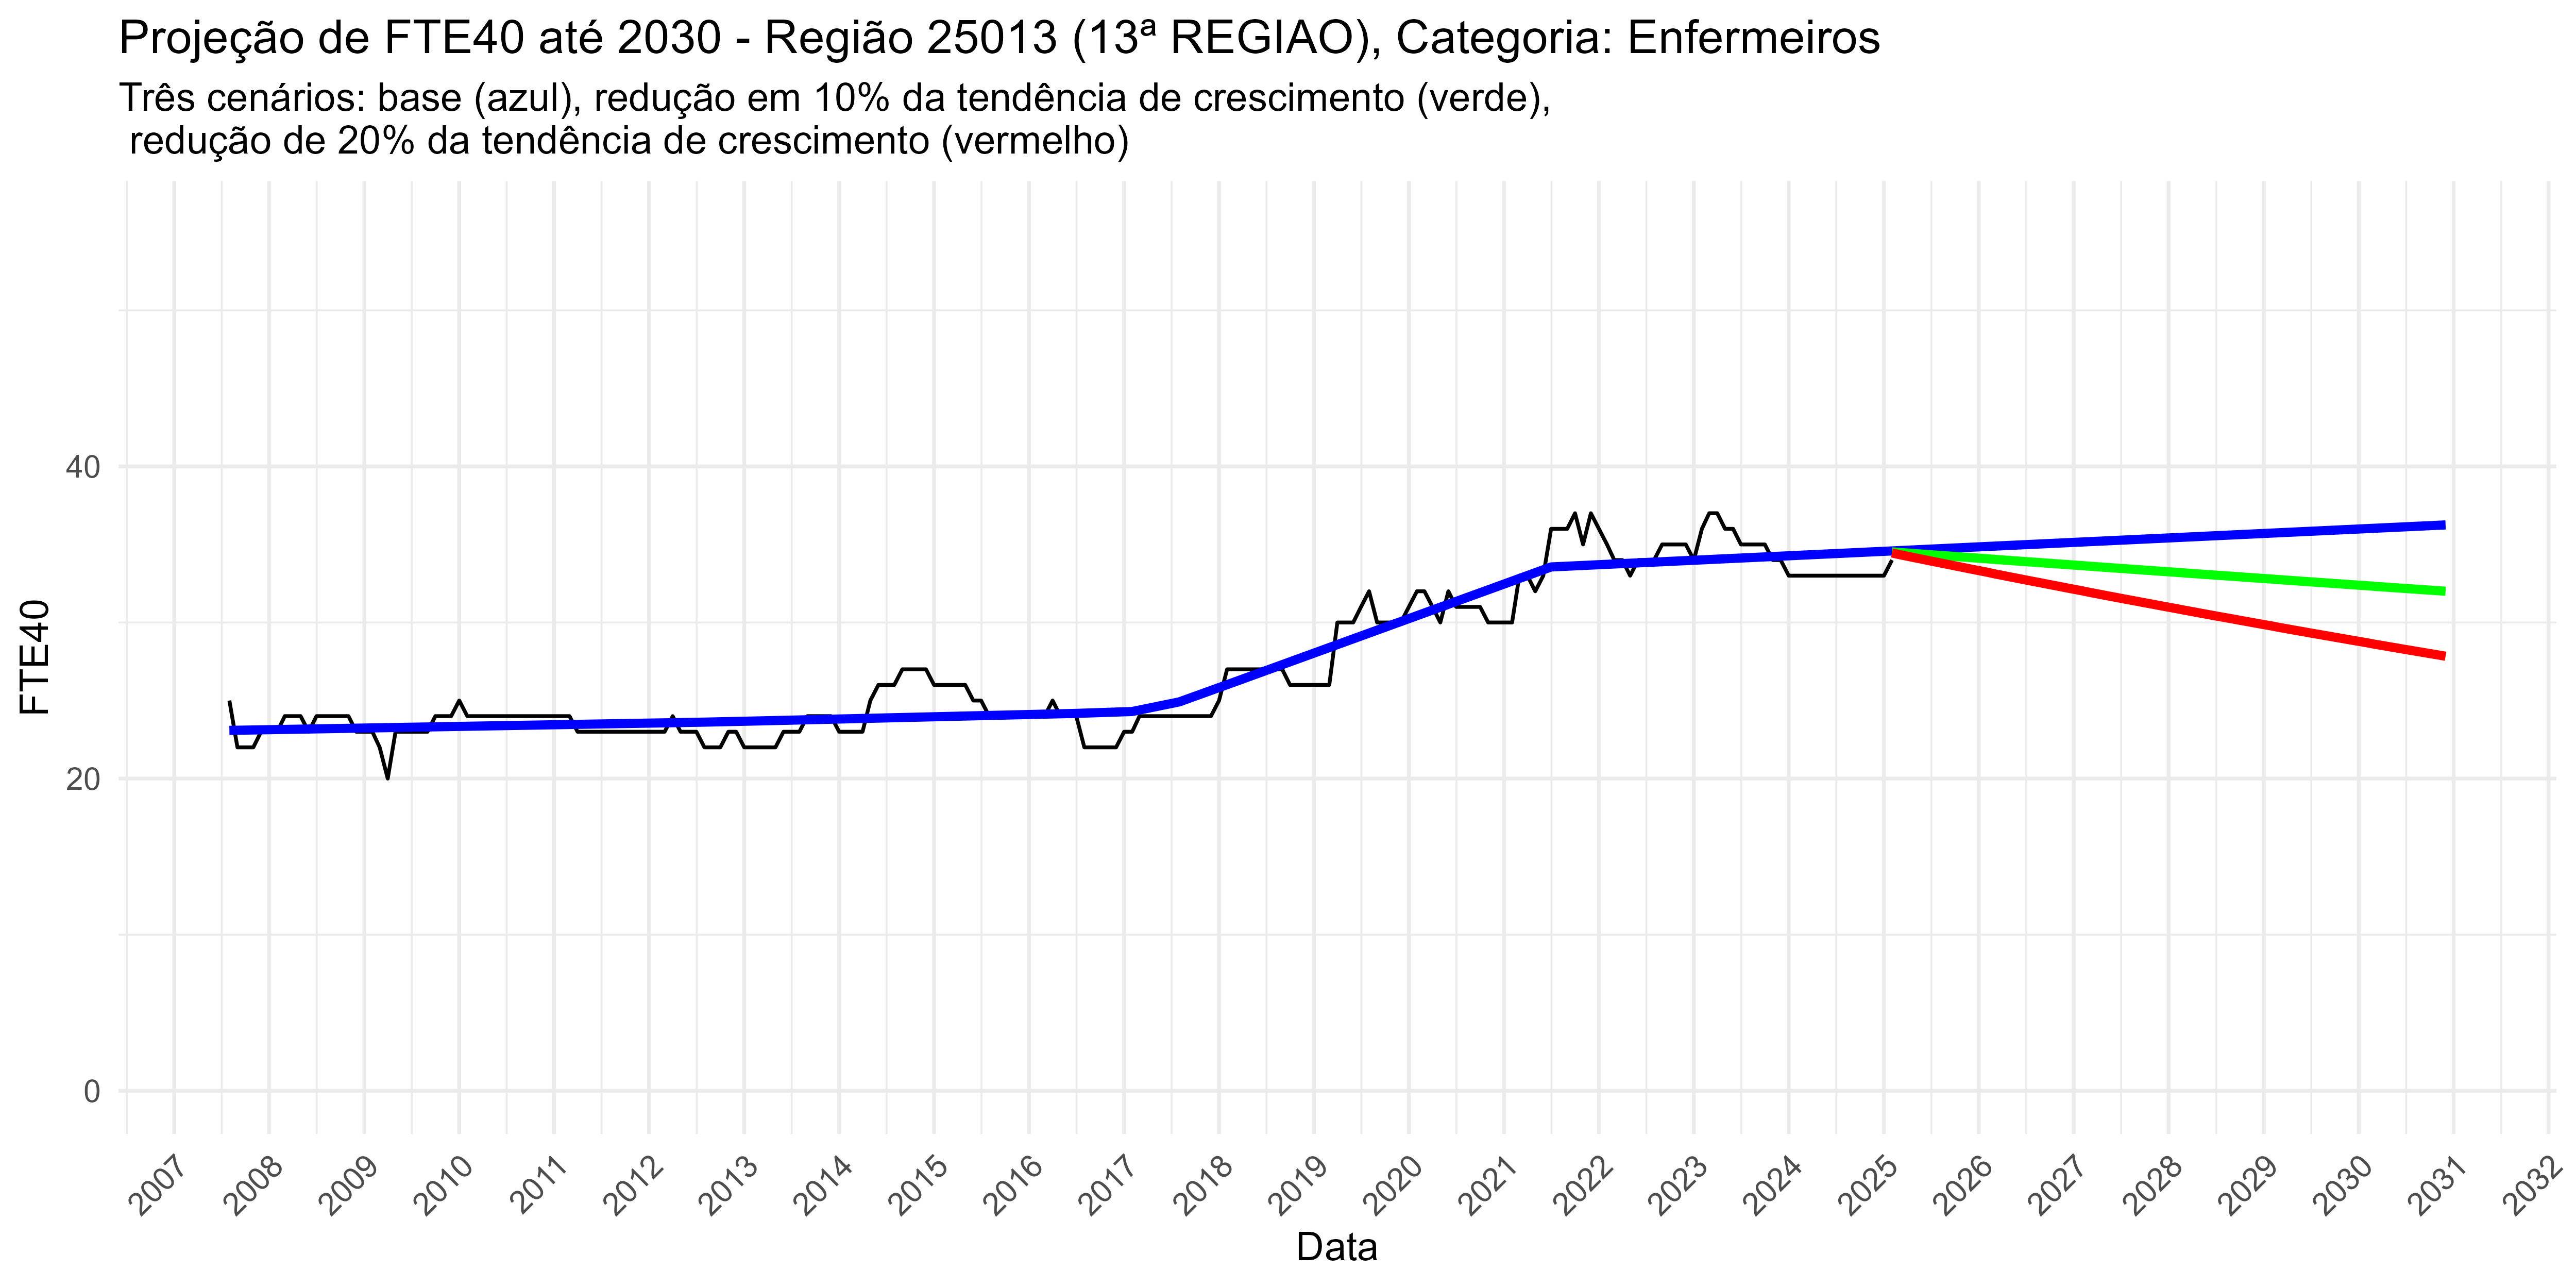 Projeção de FTE40 até 2030 - Região 25013 (13ª REGIAO), Categoria: Enfermeiros
Três cenários: base (azul), redução em 10% da tendência de crescimento (verde),
redução de 20% da tendência de crescimento (vermelho)
FTE40
40
20
0
2007 2008 2009 2010 2011 2012 2013 2014 2015 2016 2017 2018 2019 2020 2021 2022 2023 2024 2025 2026 2027 2028 2029 2030 2031 2032
Data